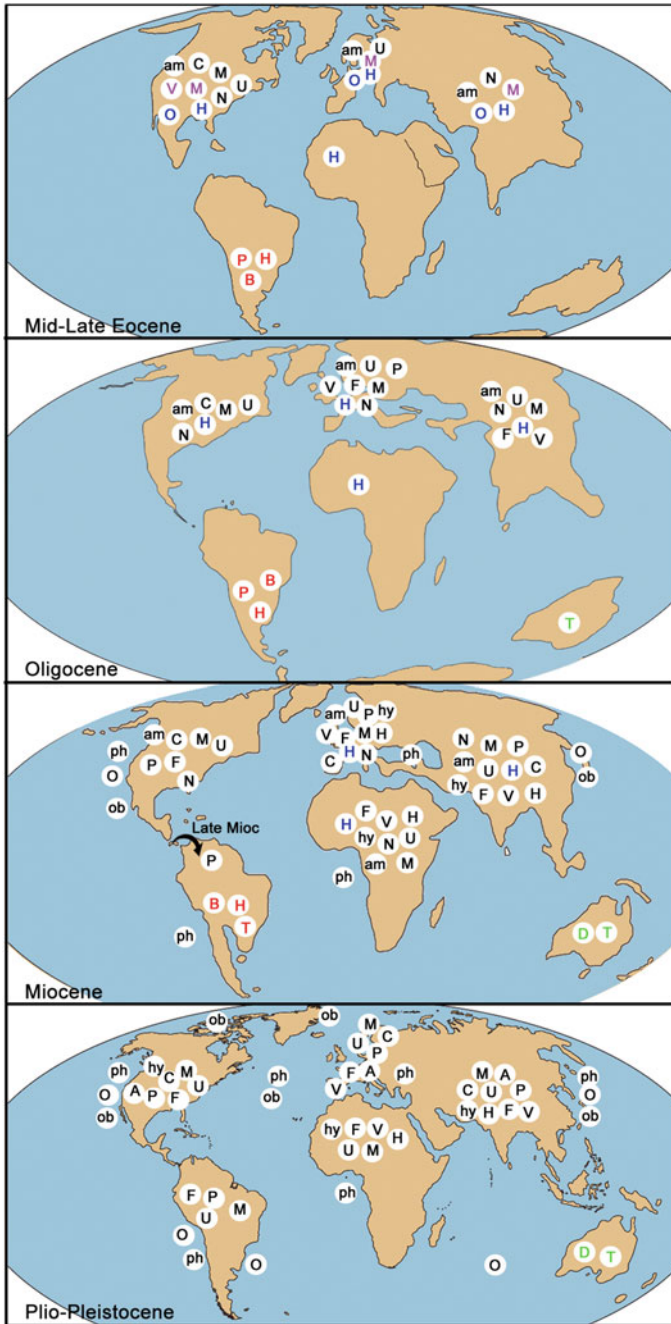 am C M
V M N U
O H
am U
M
O H
N
am M
O H
H
P H
B
Mid-Late Eocene
am C M U
H
N
am U P
V F M
H N
am U
N M
H
F V
H
P B
H
T
Oligocene
ph am C M U
O P F
N
ob
U
am P hy
V F M H
H N
C
ph
N M P
am U H C
hy F V H
O
ob
Late Mioc
P
B H
T
ph
F V H
H hy N U
am M
ph
D T
Miocene
ob
ob
ph hy M
C U
O A P F
ob
ph
ob
M
U C
P
F A
V
ph
M A
C U P
hy H F V
ph
O
ob
hy F V H
U M
ph
F P
U M
O
ph
O
O
D T
Plio-Pleistocene